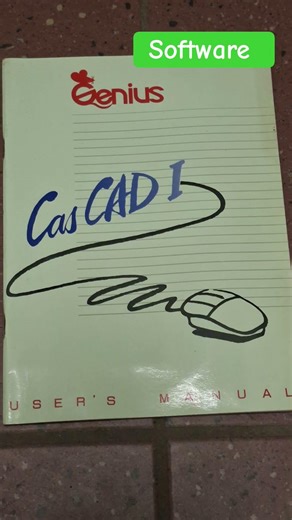 Software
Genius
CasCAD I
USER'S MANUAL